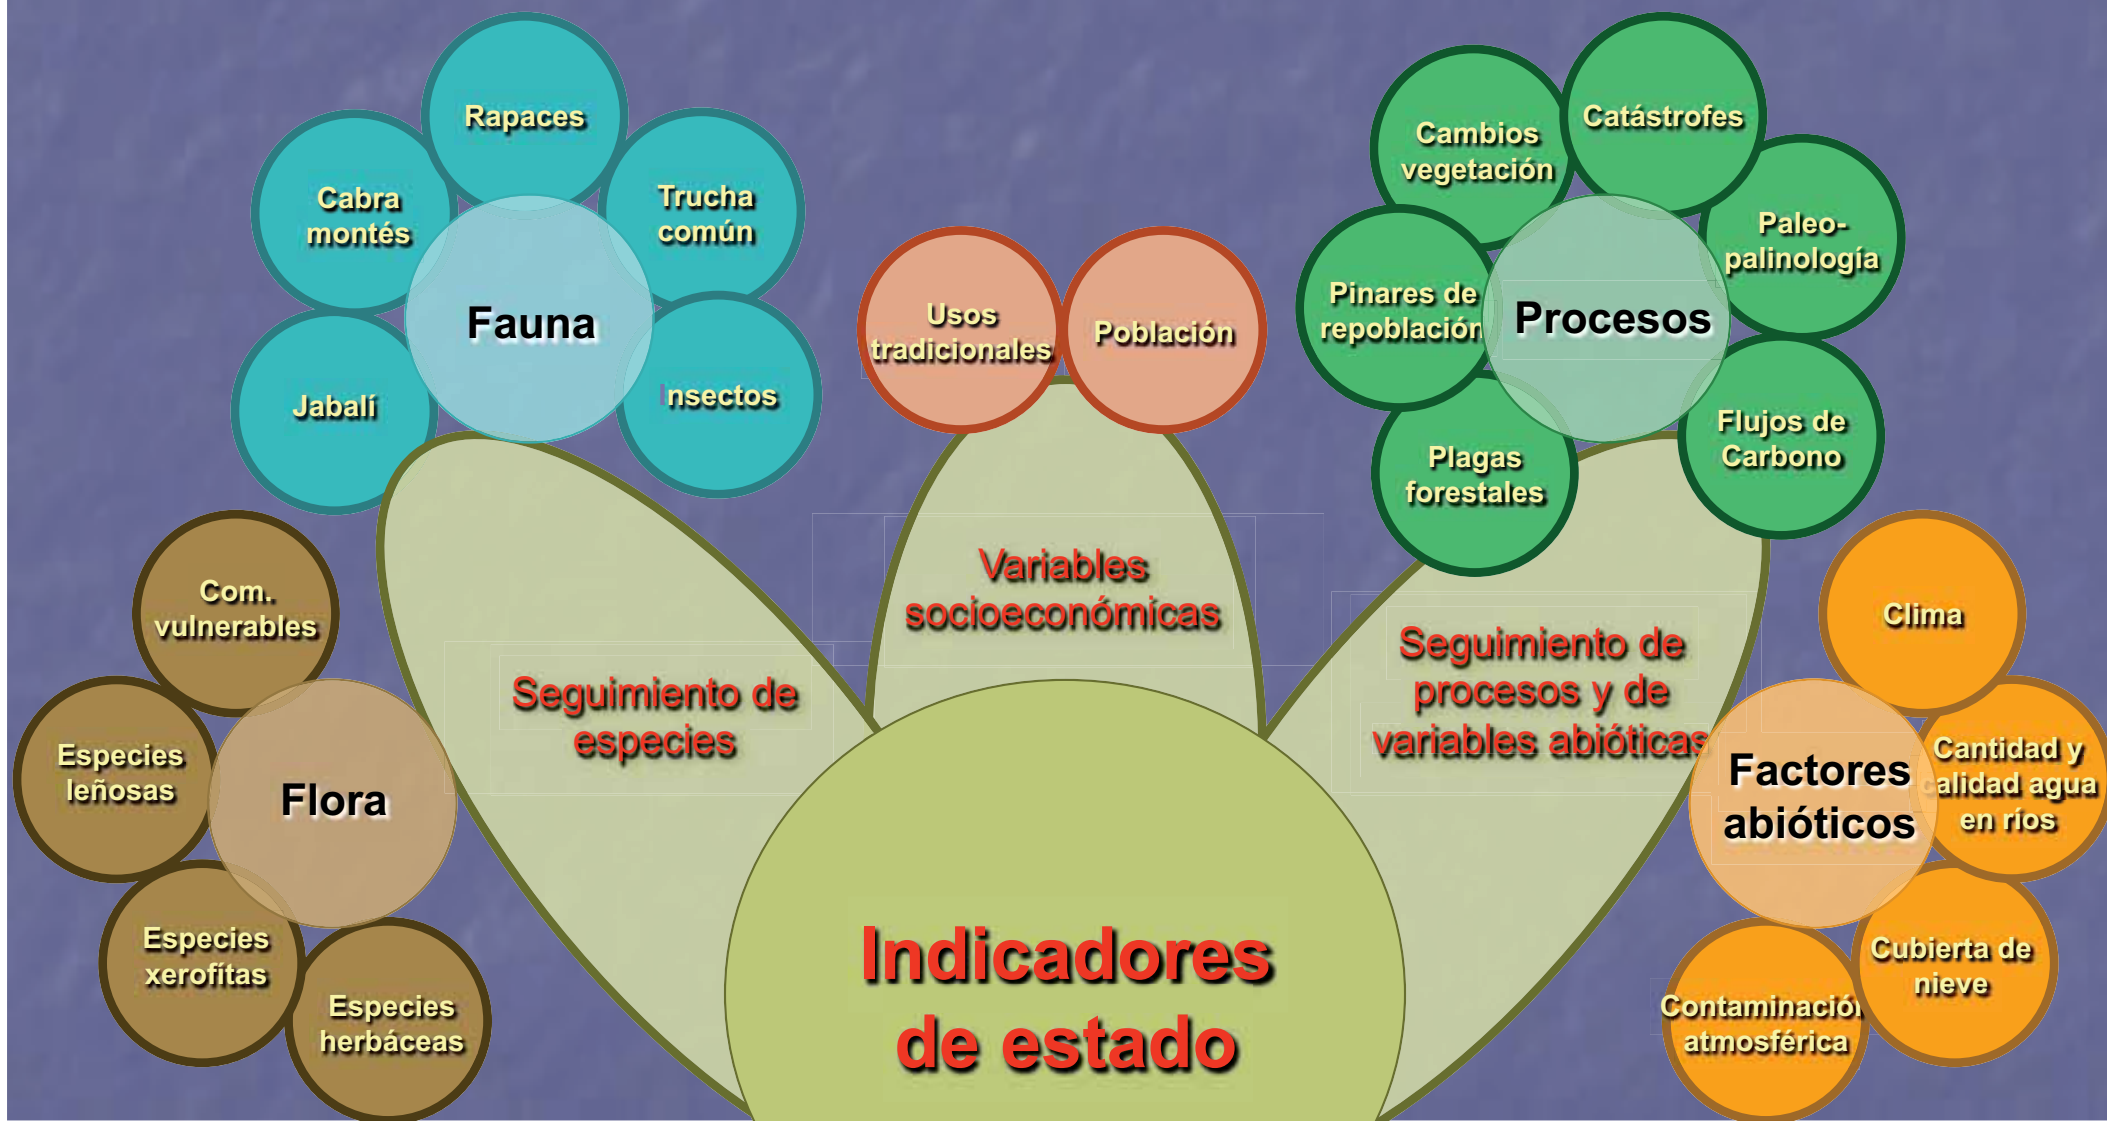 Rapaces
Cabra
montés
Trucha
común
Fauna
Jabalí
Insectos
Usos
tradicionales
Población
Cambios
vegetación
Catástrofes
Paleo-
palinología
Pinares de
repoblación
Procesos
Flujos de
Carbono
Plagas
forestales
Com.
vulnerables
Especies
leñosas
Flora
Especies
xerofítas
Especies
herbáceas
Seguimiento de
especies
Variables
socioeconómicas
Seguimiento de
procesos y de
variables abióticas
Clima
Factores
abióticos
Cantidad y
calidad agua
en ríos
Cubierta de
nieve
Contaminación
atmosférica
Indicadores
de estado